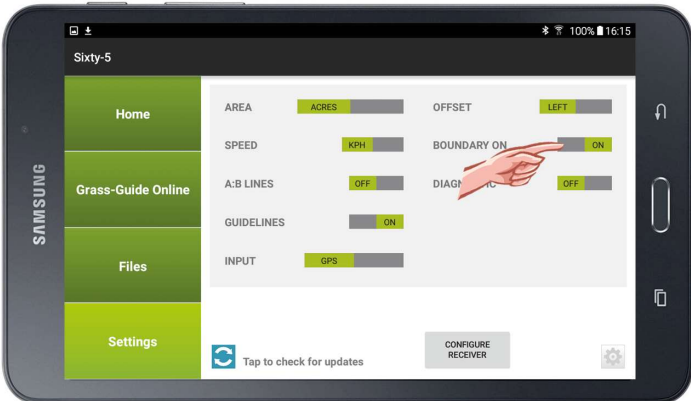 100% 16:15
Sixty-5
Home
Grass-Guide Online
Files
Settings
AREA ACRES
SPEED KPH
A:B LINES OFF
GUIDELINES ON
INPUT GPS
OFFSET LEFT
BOUNDARY ON ON
OFF
Tap to check for updates
CONFIGURE
RECEIVER
SAMSUNG